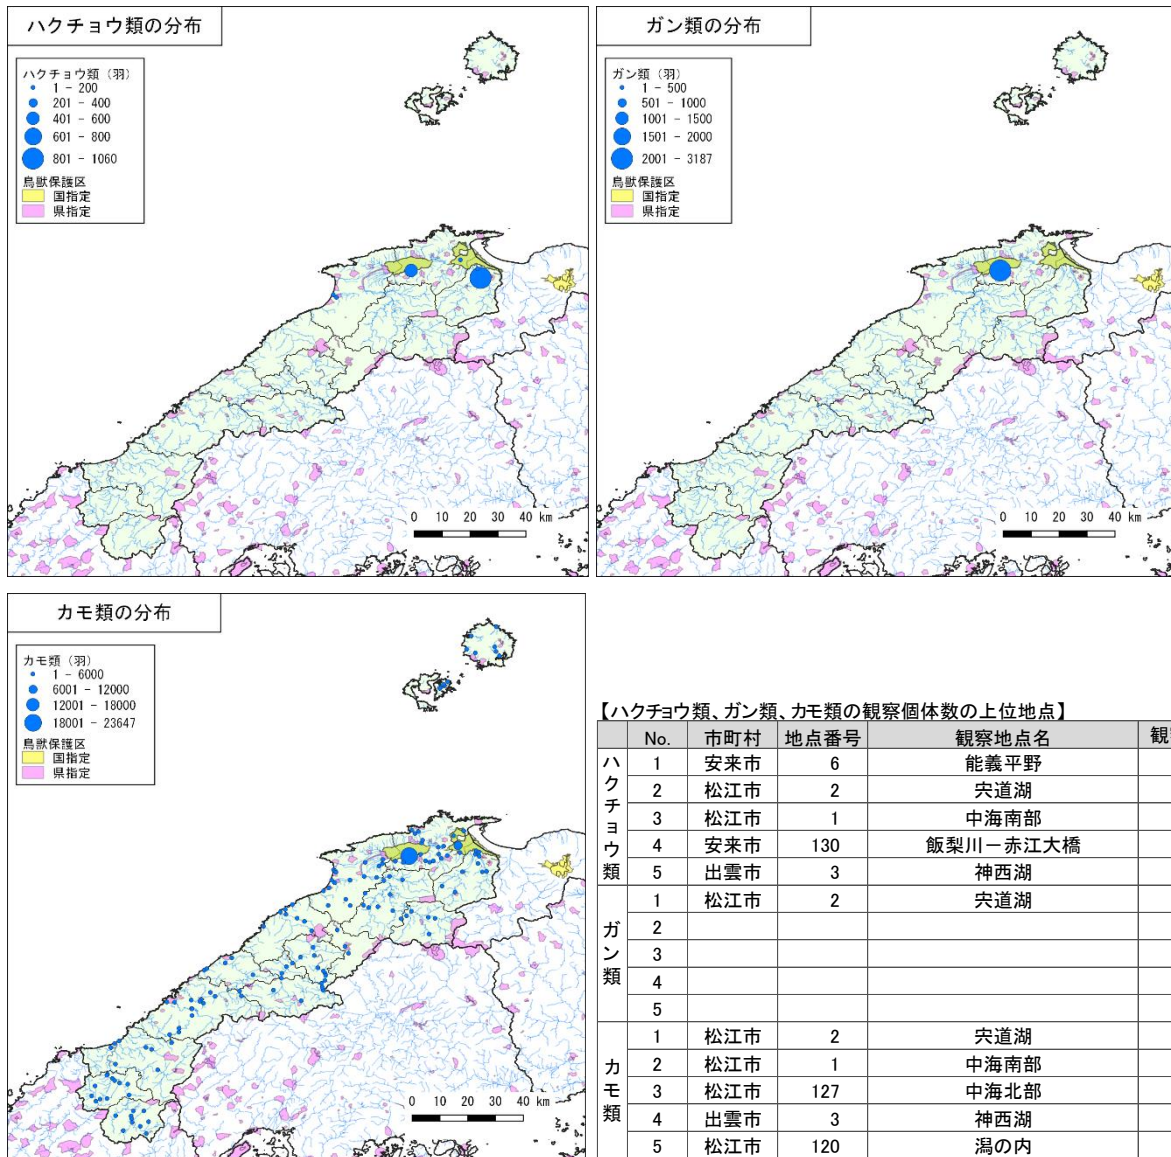 ハクチョウ類の分布
ハクチョウ類（羽）
1 - 200
201 - 400
401 - 600
601 - 800
801 - 1060
鳥獣保護区
国指定
県指定
0 10 20 30 40 km
ガン類の分布
ガン類（羽）
1 - 500
501 - 1000
1001 - 1500
1501 - 2000
2001 - 3187
鳥獣保護区
国指定
県指定
0 10 20 30 40 km
カモ類の分布
カモ類（羽）
1 - 6000
6001 - 12000
12001 - 18000
18001 - 23647
鳥獣保護区
国指定
県指定
0 10 20 30 40 km
【ハクチョウ類、ガン類、カモ類の観察個体数の上位地点】
No. 市町村 地点番号 観察地点名 観
ハクチョウ類
1 安来市 6 能義平野
2 松江市 2 宍道湖
3 松江市 1 中海南部
4 安来市 130 飯梨川－赤江大橋
5 出雲市 3 神西湖
ガン類
1 松江市 2 宍道湖
2
3
4
5
カモ類
1 松江市 2 宍道湖
2 松江市 1 中海南部
3 松江市 127 中海北部
4 出雲市 3 神西湖
5 松江市 120 潟の内